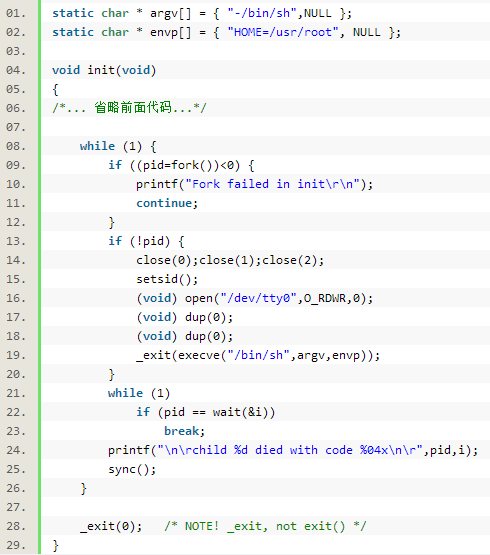 01. static char * argv[] = { "-/bin/sh",NULL };
02. static char * envp[] = { "HOME=/usr/root", NULL };
03.
04. void init(void)
05. {
06. /*... 省略前面代码...*/
07.
08.     while (1) {
09.         if ((pid=fork())<0) {
10.             printf("Fork failed in init\r\n");
11.             continue;
12.         }
13.         if (!pid) {
14.             close(0);close(1);close(2);
15.             setsid();
16.             (void) open("/dev/tty0",O_RDWR,0);
17.             (void) dup(0);
18.             (void) dup(0);
19.             _exit(execve("/bin/sh",argv,envp));
20.         }
21.         while (1)
22.             if (pid == wait(&i))
23.                 break;
24.         printf("\n\rchild %d died with code %04x\n\r",pid,i);
25.         sync();
26.     }
27.
28.     _exit(0);   /* NOTE! _exit, not exit() */
29. }